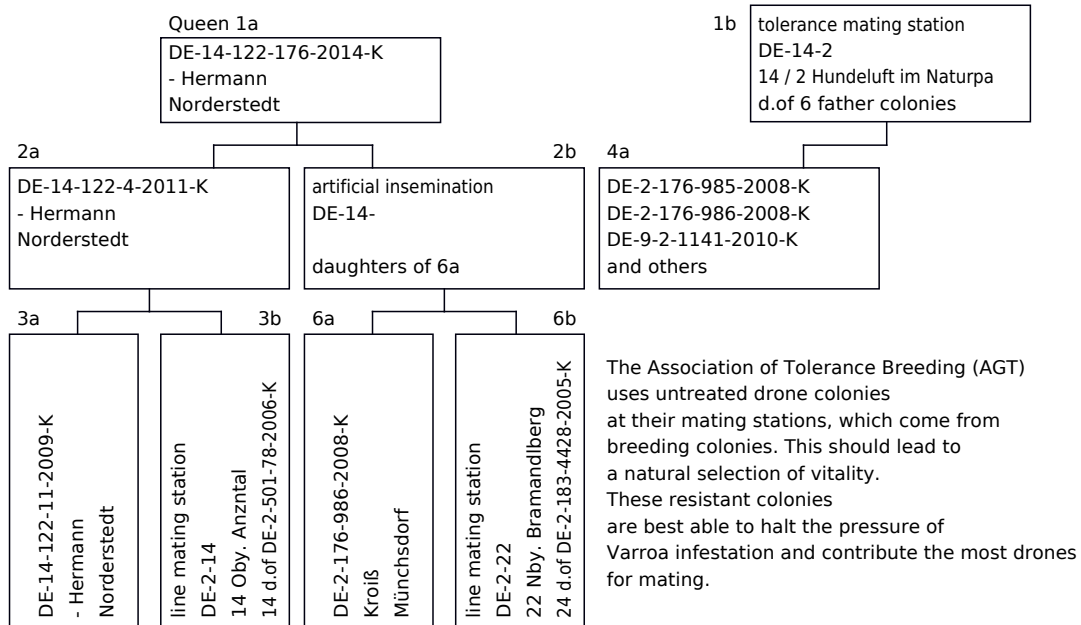 Queen 1a
DE-14-122-176-2014-K
- Hermann
Norderstedt
1b
tolerance mating station
DE-14-2
14 / 2 Hundeluft im Naturpa
d.of 6 father colonies
2a
DE-14-122-4-2011-K
- Hermann
Norderstedt
2b
artificial insemination
DE-14-
daughters of 6a
4a
DE-2-176-985-2008-K
DE-2-176-986-2008-K
DE-9-2-1141-2010-K
and others
3a
DE-14-122-11-2009-K
- Hermann
Norderstedt
3b
line mating station
DE-2-14
14 Oby. Anzntal
14 d.of DE-2-501-78-2006-K
6a
DE-2-176-986-2008-K
Kroiß
Münchsdorf
6b
line mating station
DE-2-22
22 Nby. Bramandlberg
24 d.of DE-2-183-4428-2005-K
The Association of Tolerance Breeding (AGT)
uses untreated drone colonies
at their mating stations, which come from
breeding colonies. This should lead to
a natural selection of vitality.
These resistant colonies
are best able to halt the pressure of
Varroa infestation and contribute the most drones
for mating.